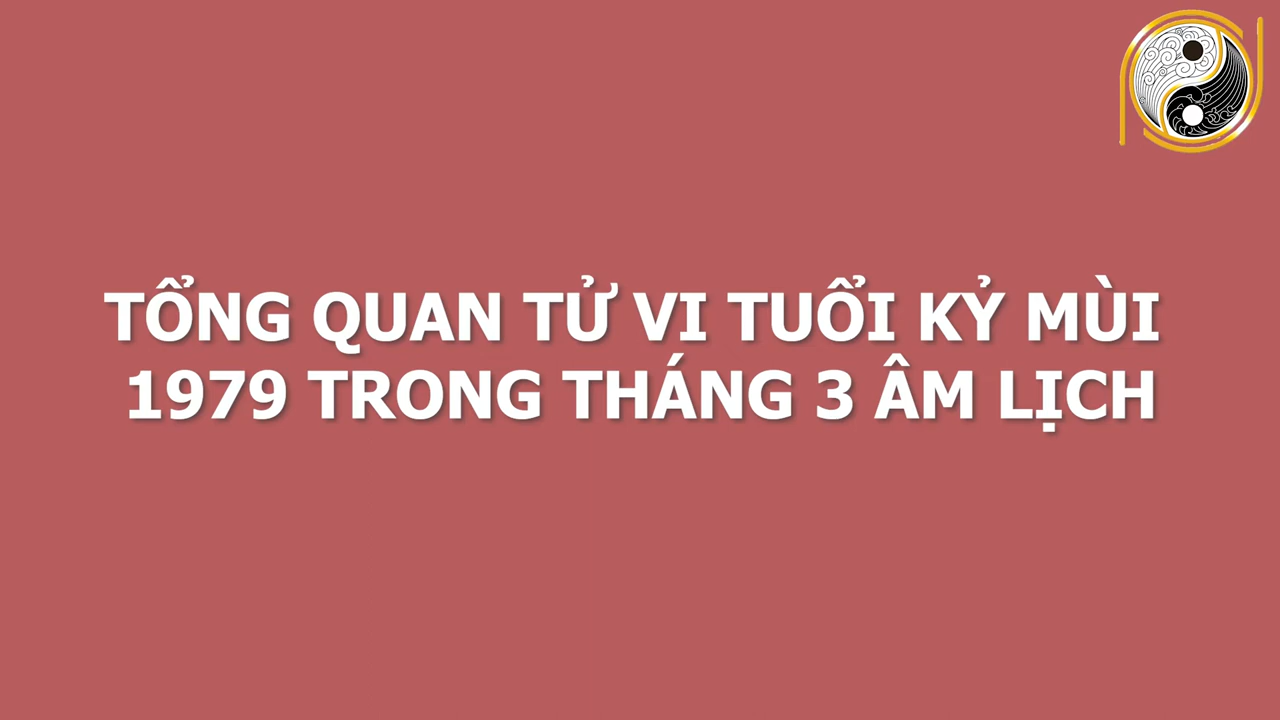 TỔNG QUAN TỬ VI TUỔI KỶ MÙI
1979 TRONG THÁNG 3 ÂM LỊCH